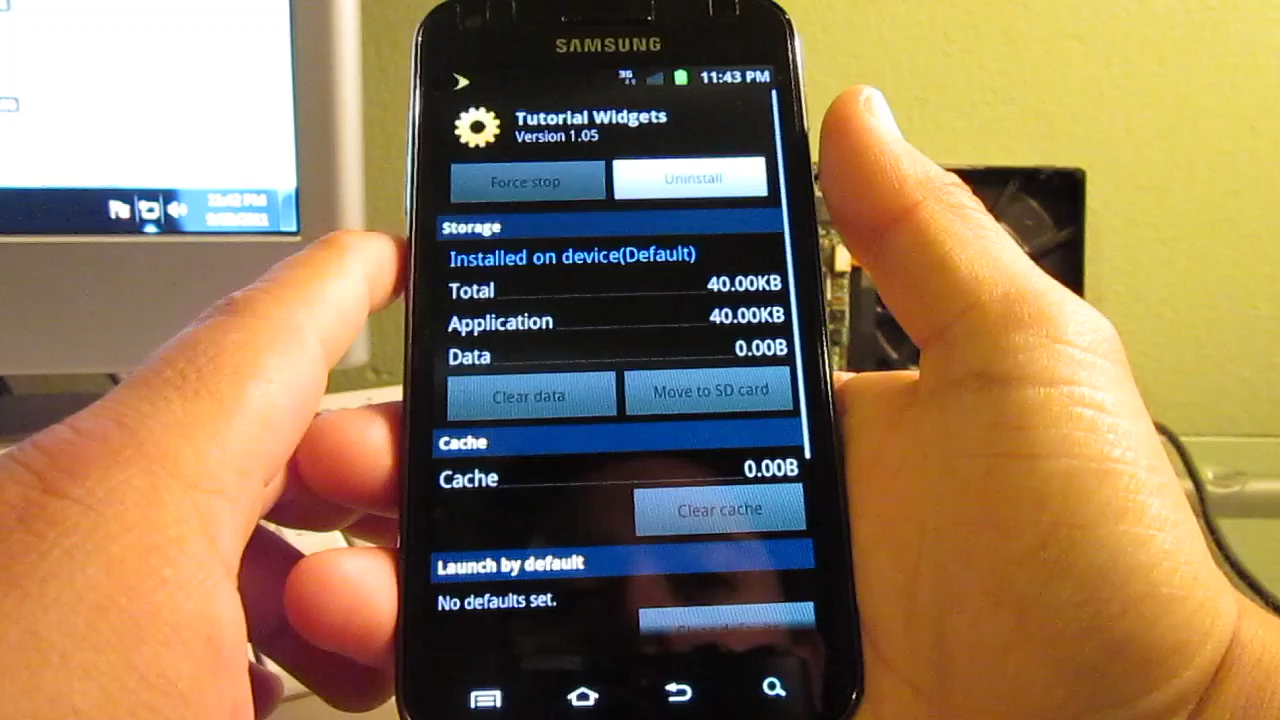 SAMSUNG
3G 11:43 PM
Tutorial Widgets
Version 1.05
Force stop Uninstall
Storage
Installed on device(Default)
Total 40.00KB
Application 40.00KB
Data 0.00B
Clear data Move to SD card
Cache
Cache 0.00B
Clear cache
Launch by default
No defaults set.